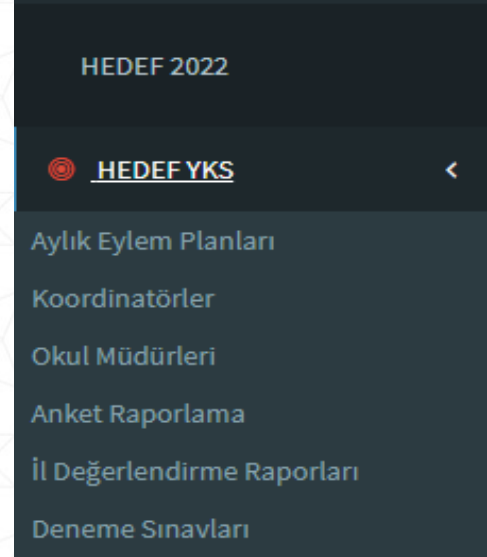 HEDEF 2022
HEDEF YKS
Aylık Eylem Planları
Koordinatörler
Okul Müdürleri
Anket Raporlama
İl Değerlendirme Raporları
Deneme Sınavları